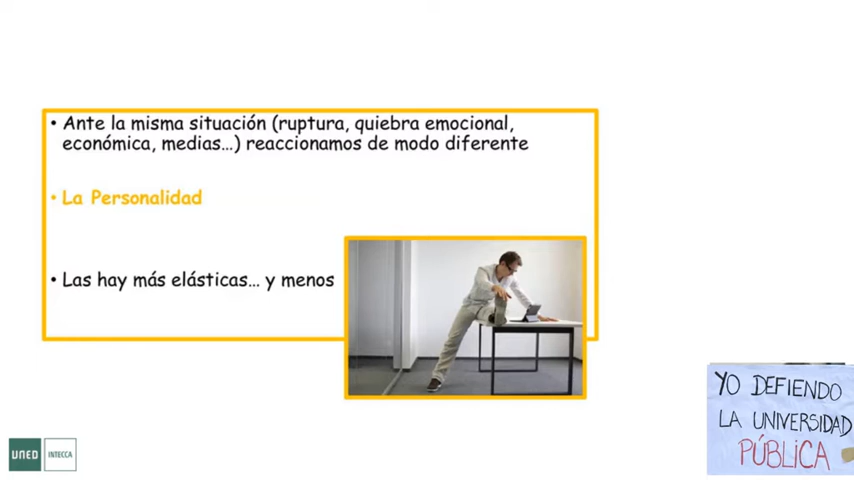 • Ante la misma situación (ruptura, quiebra emocional,
económica, medias…) reaccionamos de modo diferente
• La Personalidad
• Las hay más elásticas… y menos
YO DEFIENDO
LA UNIVERSIDAD
PÚBLICA
UNED INTECCA